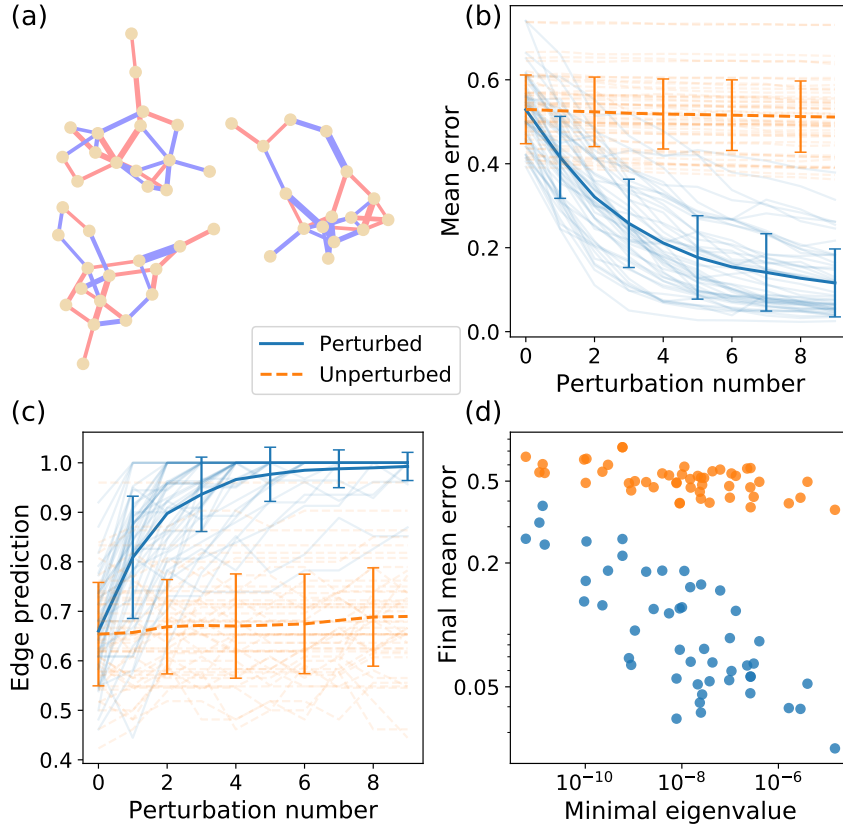 (a)
(b)
Mean error
0.6
0.4
0.2
0.0
0 2 4 6 8
Perturbation number
Perturbed
Unperturbed
(c)
Edge prediction
1.0
0.9
0.8
0.7
0.6
0.5
0.4
0 2 4 6 8
Perturbation number
(d)
Final mean error
0.5
0.2
0.05
10⁻¹⁰ 10⁻⁸ 10⁻⁶
Minimal eigenvalue